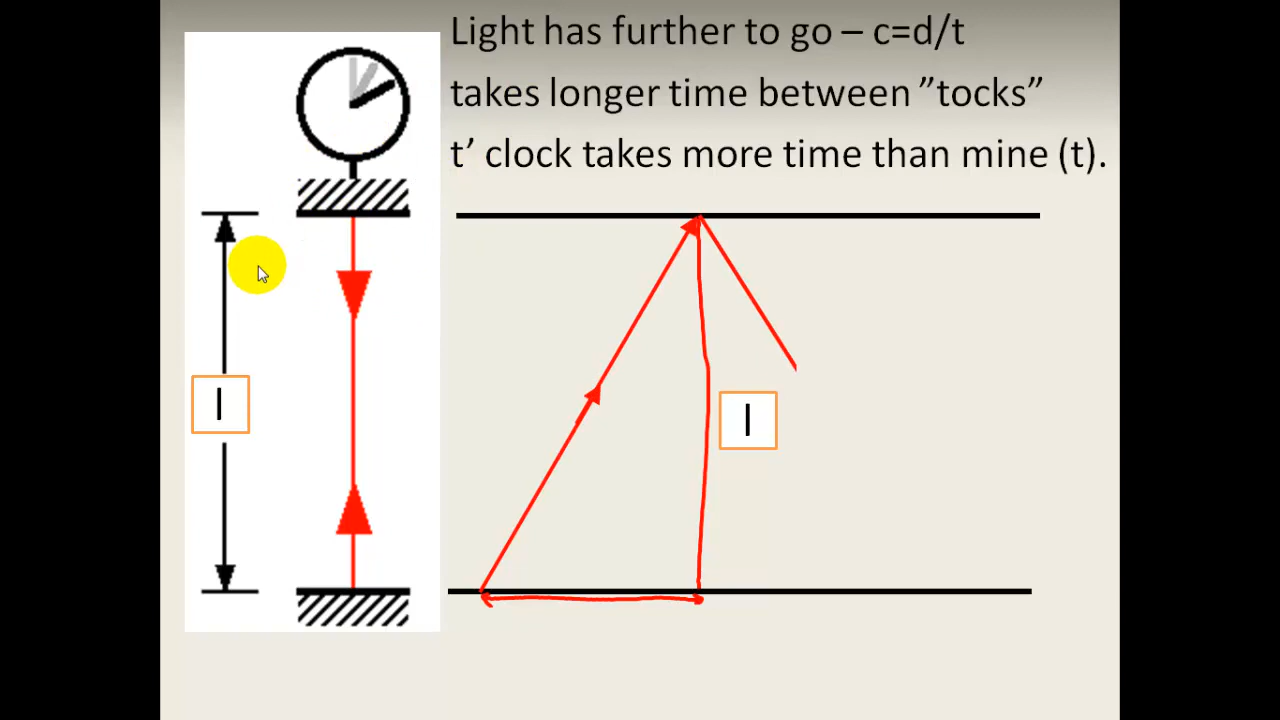 Light has further to go – c=d/t
takes longer time between ”tocks”
t’ clock takes more time than mine (t).
l
l